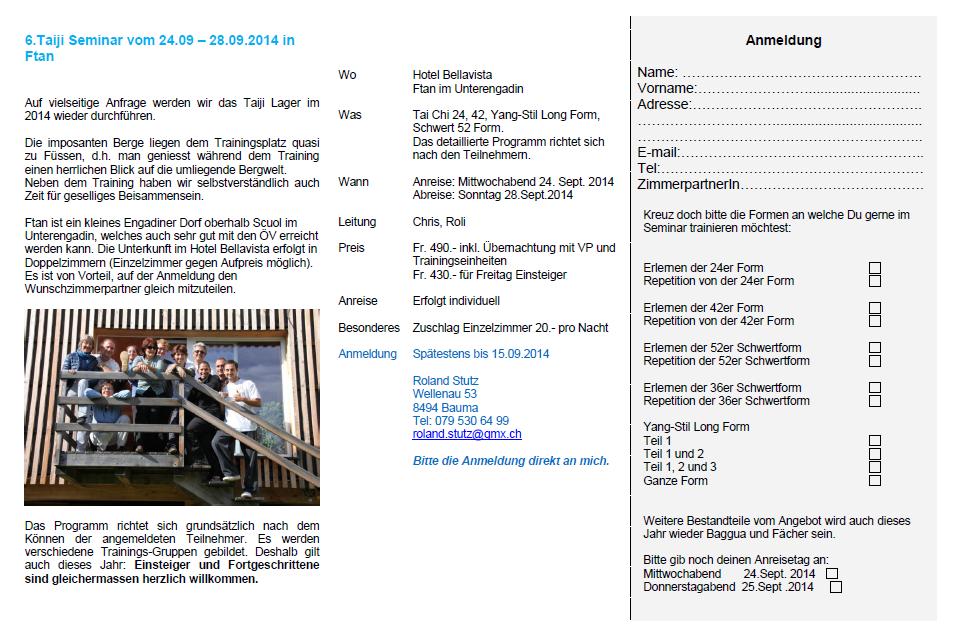 6.Taiji Seminar vom 24.09 – 28.09.2014 in
Ftan
Auf vielseitige Anfrage werden wir das Taiji Lager im
2014 wieder durchführen.
Die imposanten Berge liegen dem Trainingsplatz quasi
zu Füssen, d.h. man geniesst während dem Training
einen herrlichen Blick auf die umliegende Bergwelt.
Neben dem Training haben wir selbstverständlich auch
Zeit für geselliges Beisammensein.
Ftan ist ein kleines Engadiner Dorf oberhalb Scuol im
Unterengadin, welches auch sehr gut mit den ÖV erreicht
werden kann. Die Unterkunft im Hotel Bellavista erfolgt in
Doppelzimmern (Einzelzimmer gegen Aufpreis möglich).
Es ist von Vorteil, auf der Anmeldung den
Wunschzimmerpartner gleich mitzuteilen.
Das Programm richtet sich grundsätzlich nach dem
Können der angemeldeten Teilnehmer. Es werden
verschiedene Trainings-Gruppen gebildet. Deshalb gilt
auch dieses Jahr: Einsteiger und Fortgeschrittene
sind gleichermassen herzlich willkommen.
Wo Hotel Bellavista
Ftan im Unterengadin
Was Tai Chi 24, 42, Yang-Stil Long Form,
Schwert 52 Form.
Das detaillierte Programm richtet sich
nach den Teilnehmern.
Wann Anreise: Mittwochabend 24. Sept. 2014
Abreise: Sonntag 28.Sept.2014
Leitung Chris, Roli
Preis Fr. 490.- inkl. Übernachtung mit VP und
Trainingseinheiten
Fr. 430.- für Freitag Einsteiger
Anreise Erfolgt individuell
Besonderes Zuschlag Einzelzimmer 20.- pro Nacht
Anmeldung Spätestens bis 15.09.2014
Roland Stutz
Wellenau 53
8494 Bauma
Tel: 079 530 64 99
roland.stutz@gmx.ch
Bitte die Anmeldung direkt an mich.
Anmeldung
Name: ……………………………………………
Vorname:………………………………………
Adresse:…………………………………………
……………………………………………………
……………………………………………………
E-mail:……………………………………………
Tel:………………………………………………
ZimmerpartnerIn…………………………………
Kreuz doch bitte die Formen an welche Du gerne im
Seminar trainieren möchtest:
Erlernen der 24er Form ☐
Repetition von der 24er Form ☐
Erlernen der 42er Form ☐
Repetition von der 42er Form ☐
Erlernen der 52er Schwertform ☐
Repetition der 52er Schwertform ☐
Erlernen der 36er Schwertform ☐
Repetition der 36er Schwertform ☐
Yang-Stil Long Form
Teil 1 ☐
Teil 1 und 2 ☐
Teil 1, 2 und 3 ☐
Ganze Form ☐
Weitere Bestandteile vom Angebot wird auch dieses
Jahr wieder Baggua und Fächer sein.
Bitte gib noch deinen Anreisetag an:
Mittwochabend 24.Sept. 2014 ☐
Donnerstagabend 25.Sept .2014 ☐